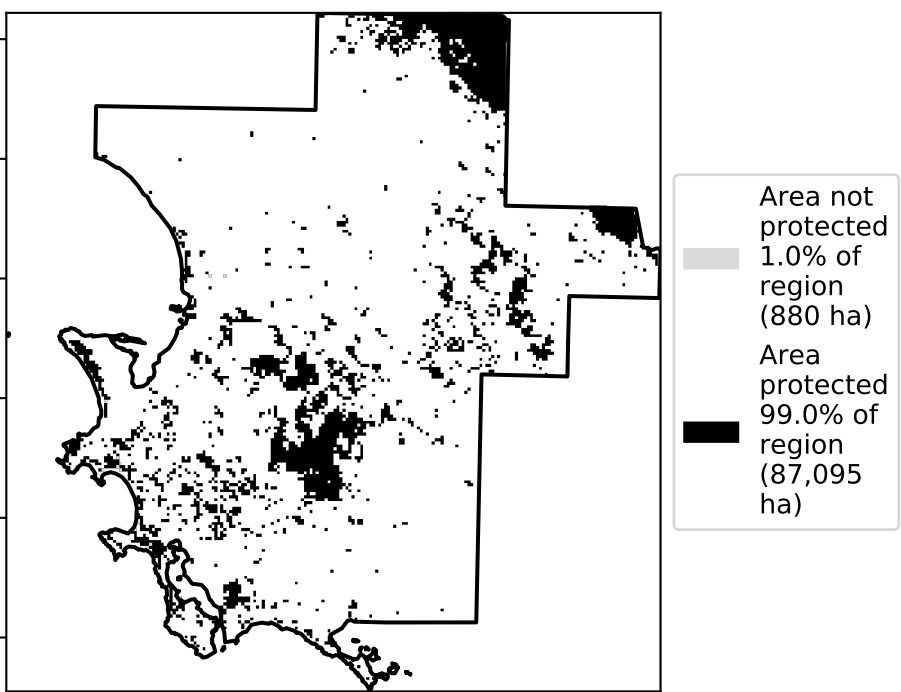 Area not
protected
1.0% of
region
(880 ha)
Area
protected
99.0% of
region
(87,095
ha)